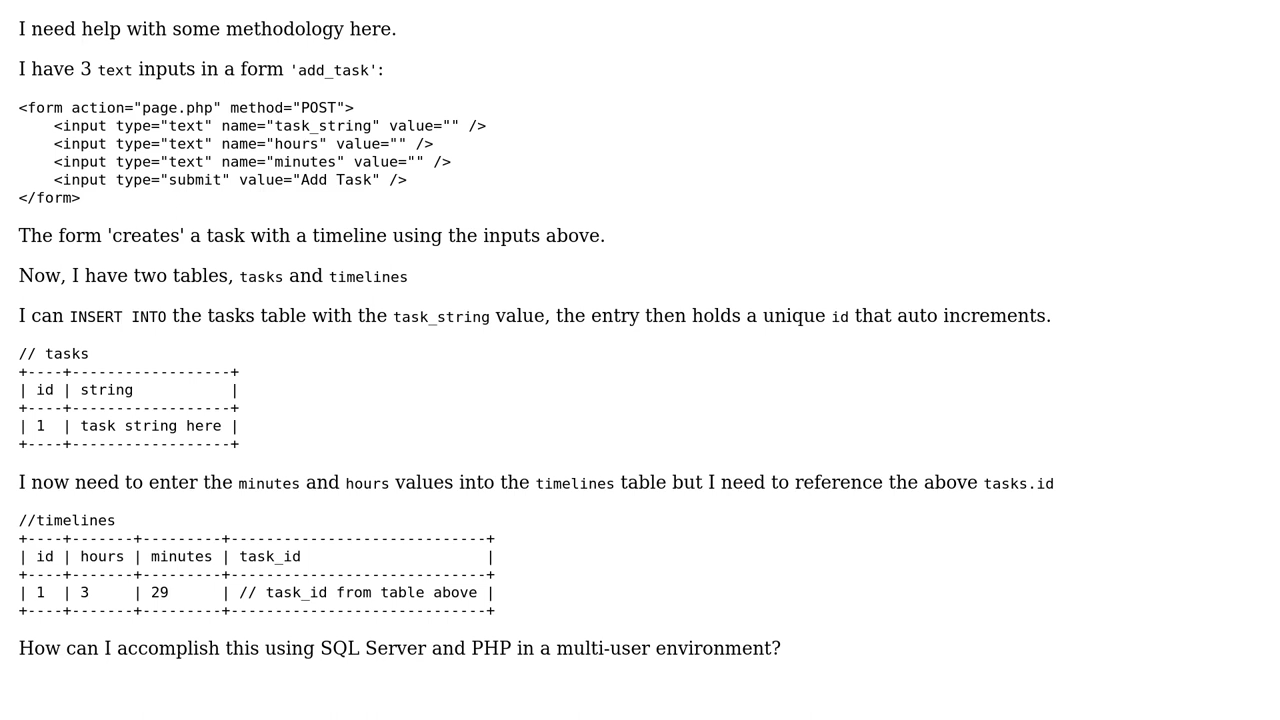 I need help with some methodology here.
I have 3 text inputs in a form 'add_task':
<form action="page.php" method="POST">
    <input type="text" name="task_string" value="" />
    <input type="text" name="hours" value="" />
    <input type="text" name="minutes" value="" />
    <input type="submit" value="Add Task" />
</form>
The form 'creates' a task with a timeline using the inputs above.
Now, I have two tables, tasks and timelines
I can INSERT INTO the tasks table with the task_string value, the entry then holds a unique id that auto increments.
// tasks
+----+------------------+
| id | string           |
+----+------------------+
| 1  | task string here |
+----+------------------+
I now need to enter the minutes and hours values into the timelines table but I need to reference the above tasks.id
//timelines
+----+-------+---------+-----------------------------+
| id | hours | minutes | task_id                     |
+----+-------+---------+-----------------------------+
| 1  | 3     | 29      | // task_id from table above |
+----+-------+---------+-----------------------------+
How can I accomplish this using SQL Server and PHP in a multi-user environment?